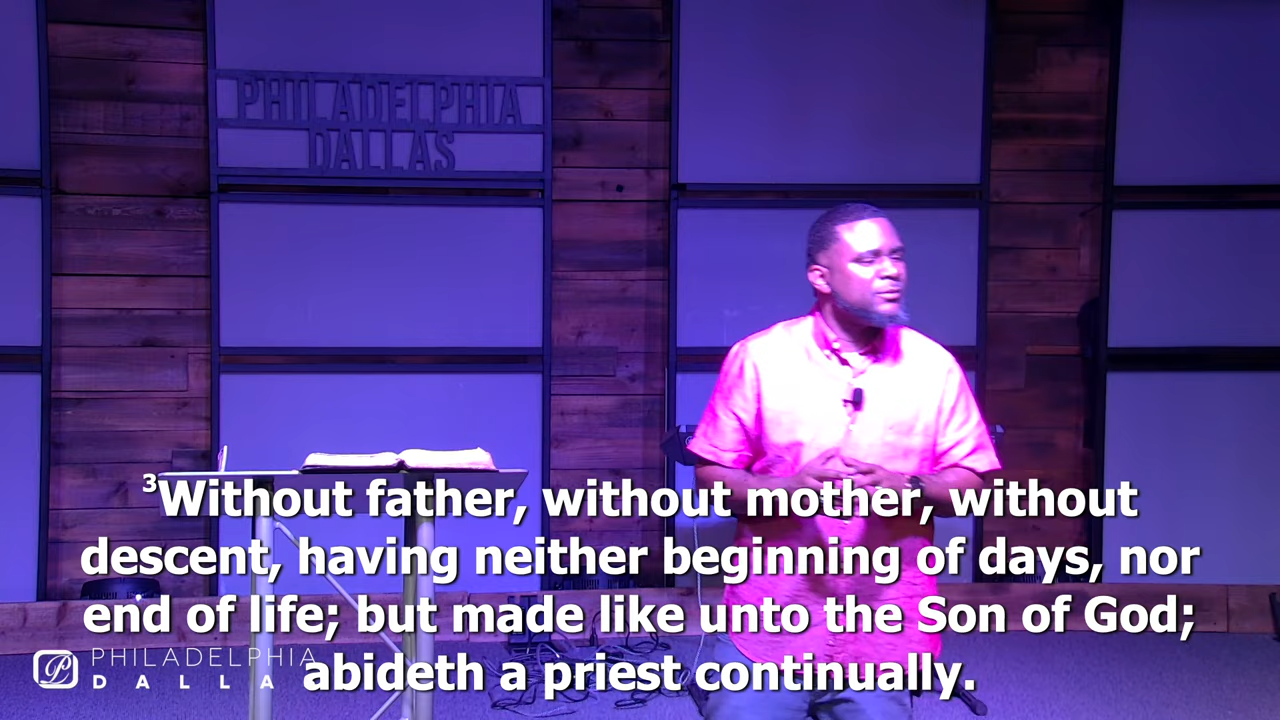 PHILADELPHIA
DALLAS
³Without father, without mother, without
descent, having neither beginning of days, nor
end of life; but made like unto the Son of God;
abideth a priest continually.
P PHILADELPHIA
DALLA